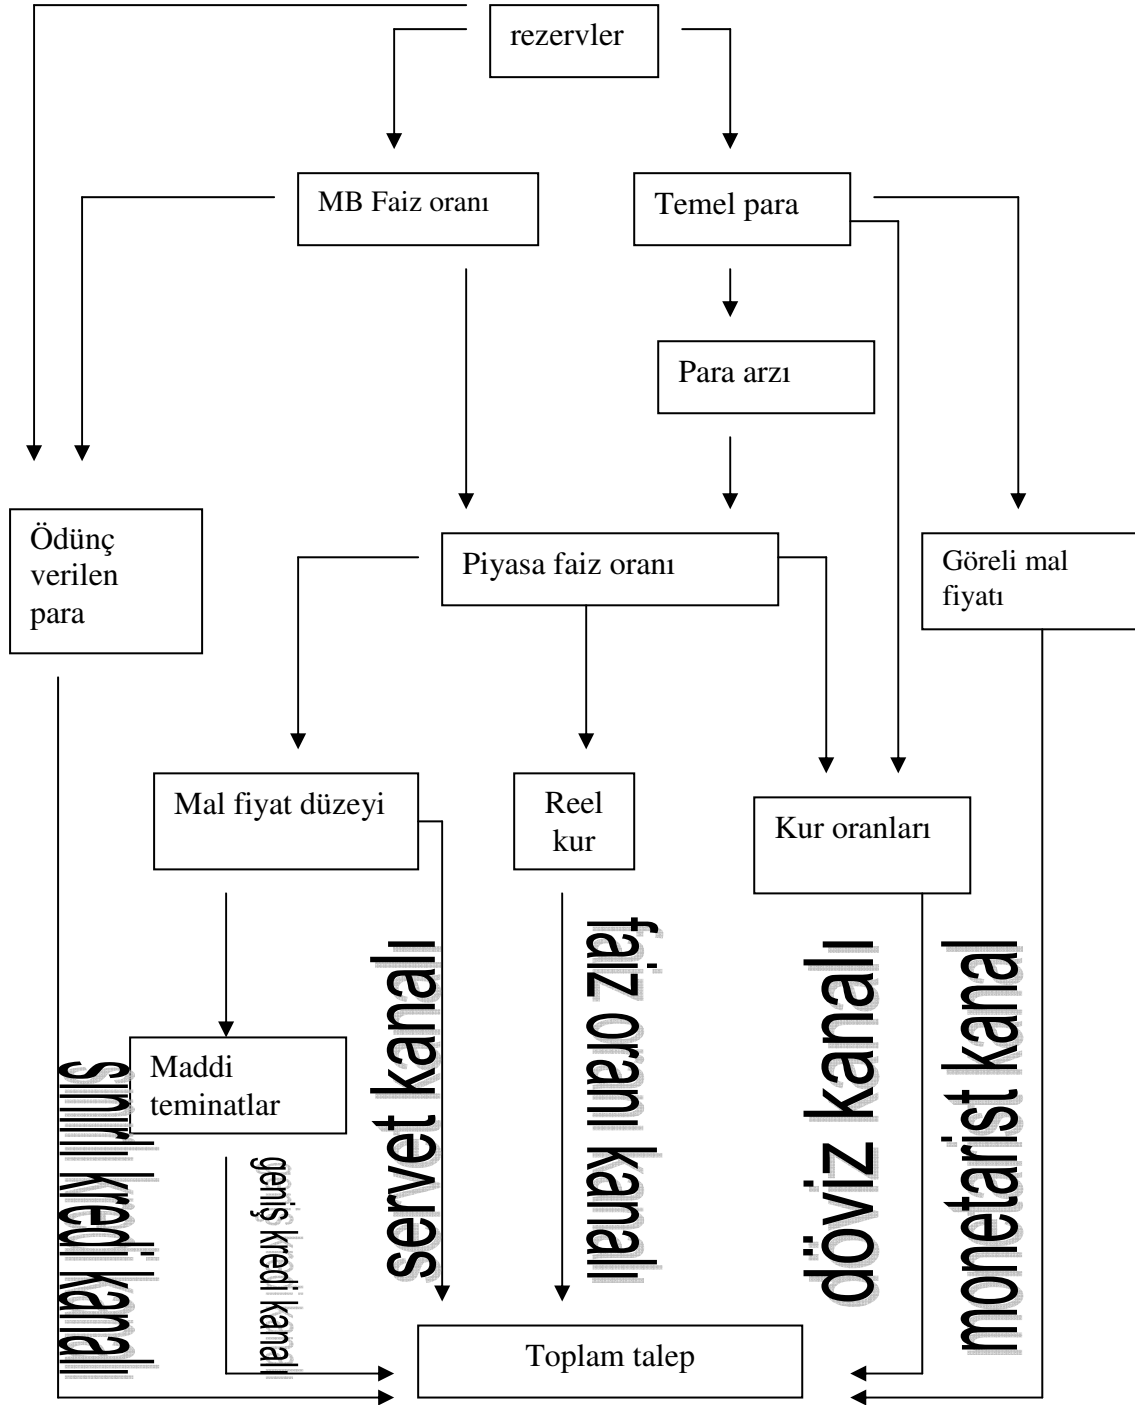 rezervler
MB Faiz oranı
Temel para
Para arzı
Ödünç
verilen
para
Piyasa faiz oranı
Göreli mal
fiyatı
Mal fiyat düzeyi
Reel
kur
Kur oranları
Maddi
teminatlar
sınırlı kredi kanalı
geniş kredi kanalı
servet kanalı
faiz oranı kanalı
döviz kanalı
monetarist kanal
Toplam talep